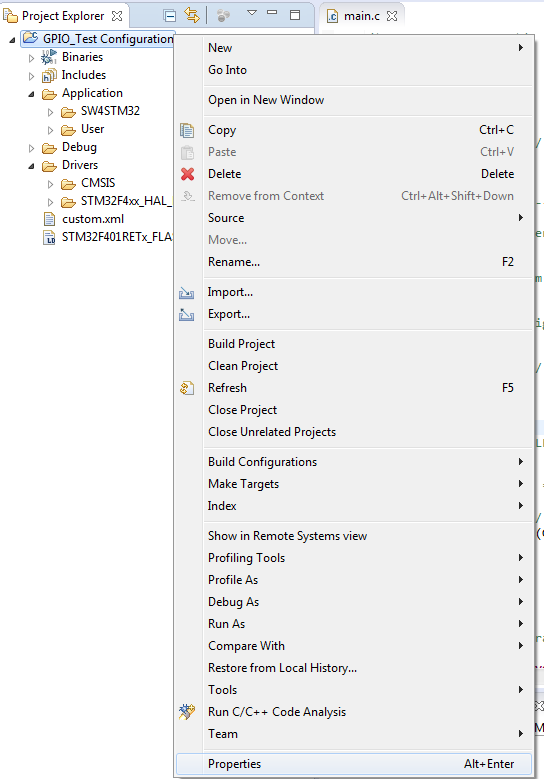 Project Explorer
main.c
GPIO_Test Configuration
Binaries
Includes
Application
SW4STM32
User
Debug
Drivers
CMSIS
STM32F4xx_HAL_
custom.xml
STM32F401RETx_FLA
New
Go Into
Open in New Window
Copy Ctrl+C
Paste Ctrl+V
Delete Delete
Remove from Context Ctrl+Alt+Shift+Down
Source
Move...
Rename... F2
Import...
Export...
Build Project
Clean Project
Refresh F5
Close Project
Close Unrelated Projects
Build Configurations
Make Targets
Index
Show in Remote Systems view
Profiling Tools
Profile As
Debug As
Run As
Compare With
Restore from Local History...
Tools
Run C/C++ Code Analysis
Team
Properties Alt+Enter